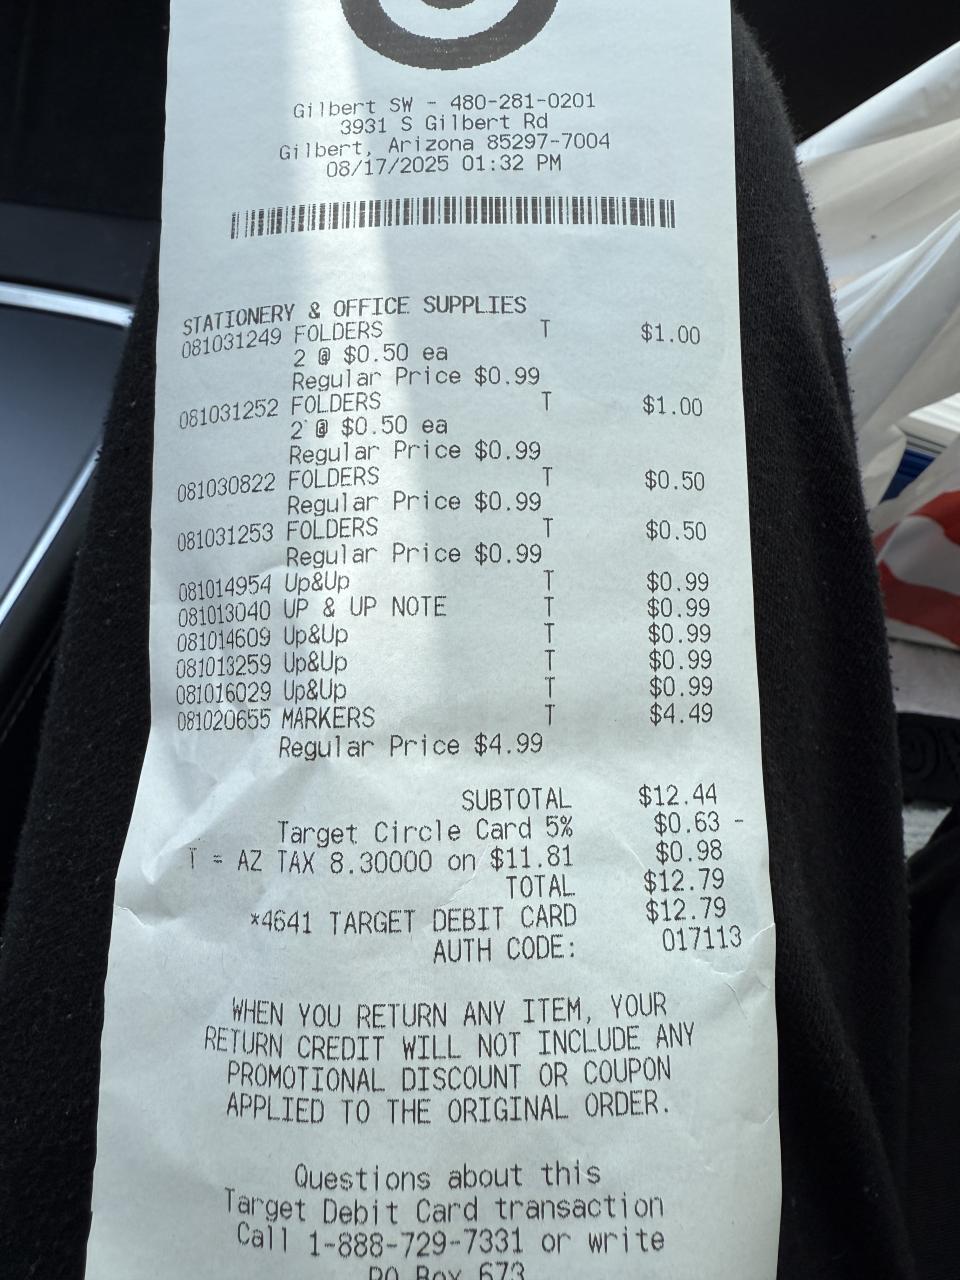 Gilbert SW - 480-281-0201
3931 S Gilbert Rd
Gilbert, Arizona 85297-7004
08/17/2025 01:32 PM
STATIONERY & OFFICE SUPPLIES
081031249 FOLDERS T $1.00
2 @ $0.50 ea
Regular Price $0.99
081031252 FOLDERS T $1.00
2 @ $0.50 ea
Regular Price $0.99
081030822 FOLDERS T $0.50
Regular Price $0.99
081031253 FOLDERS T $0.50
Regular Price $0.99
081014954 Up&Up T $0.99
081013040 UP & UP NOTE T $0.99
081014609 Up&Up T $0.99
081013259 Up&Up T $0.99
081016029 Up&Up T $0.99
081020655 MARKERS T $4.49
Regular Price $4.99
SUBTOTAL $12.44
Target Circle Card 5% $0.63 -
T = AZ TAX 8.30000 on $11.81 $0.98
TOTAL $12.79
*4641 TARGET DEBIT CARD $12.79
AUTH CODE: 017113
WHEN YOU RETURN ANY ITEM, YOUR
RETURN CREDIT WILL NOT INCLUDE ANY
PROMOTIONAL DISCOUNT OR COUPON
APPLIED TO THE ORIGINAL ORDER.
Questions about this
Target Debit Card transaction
Call 1-888-729-7331 or write
PO Box 673